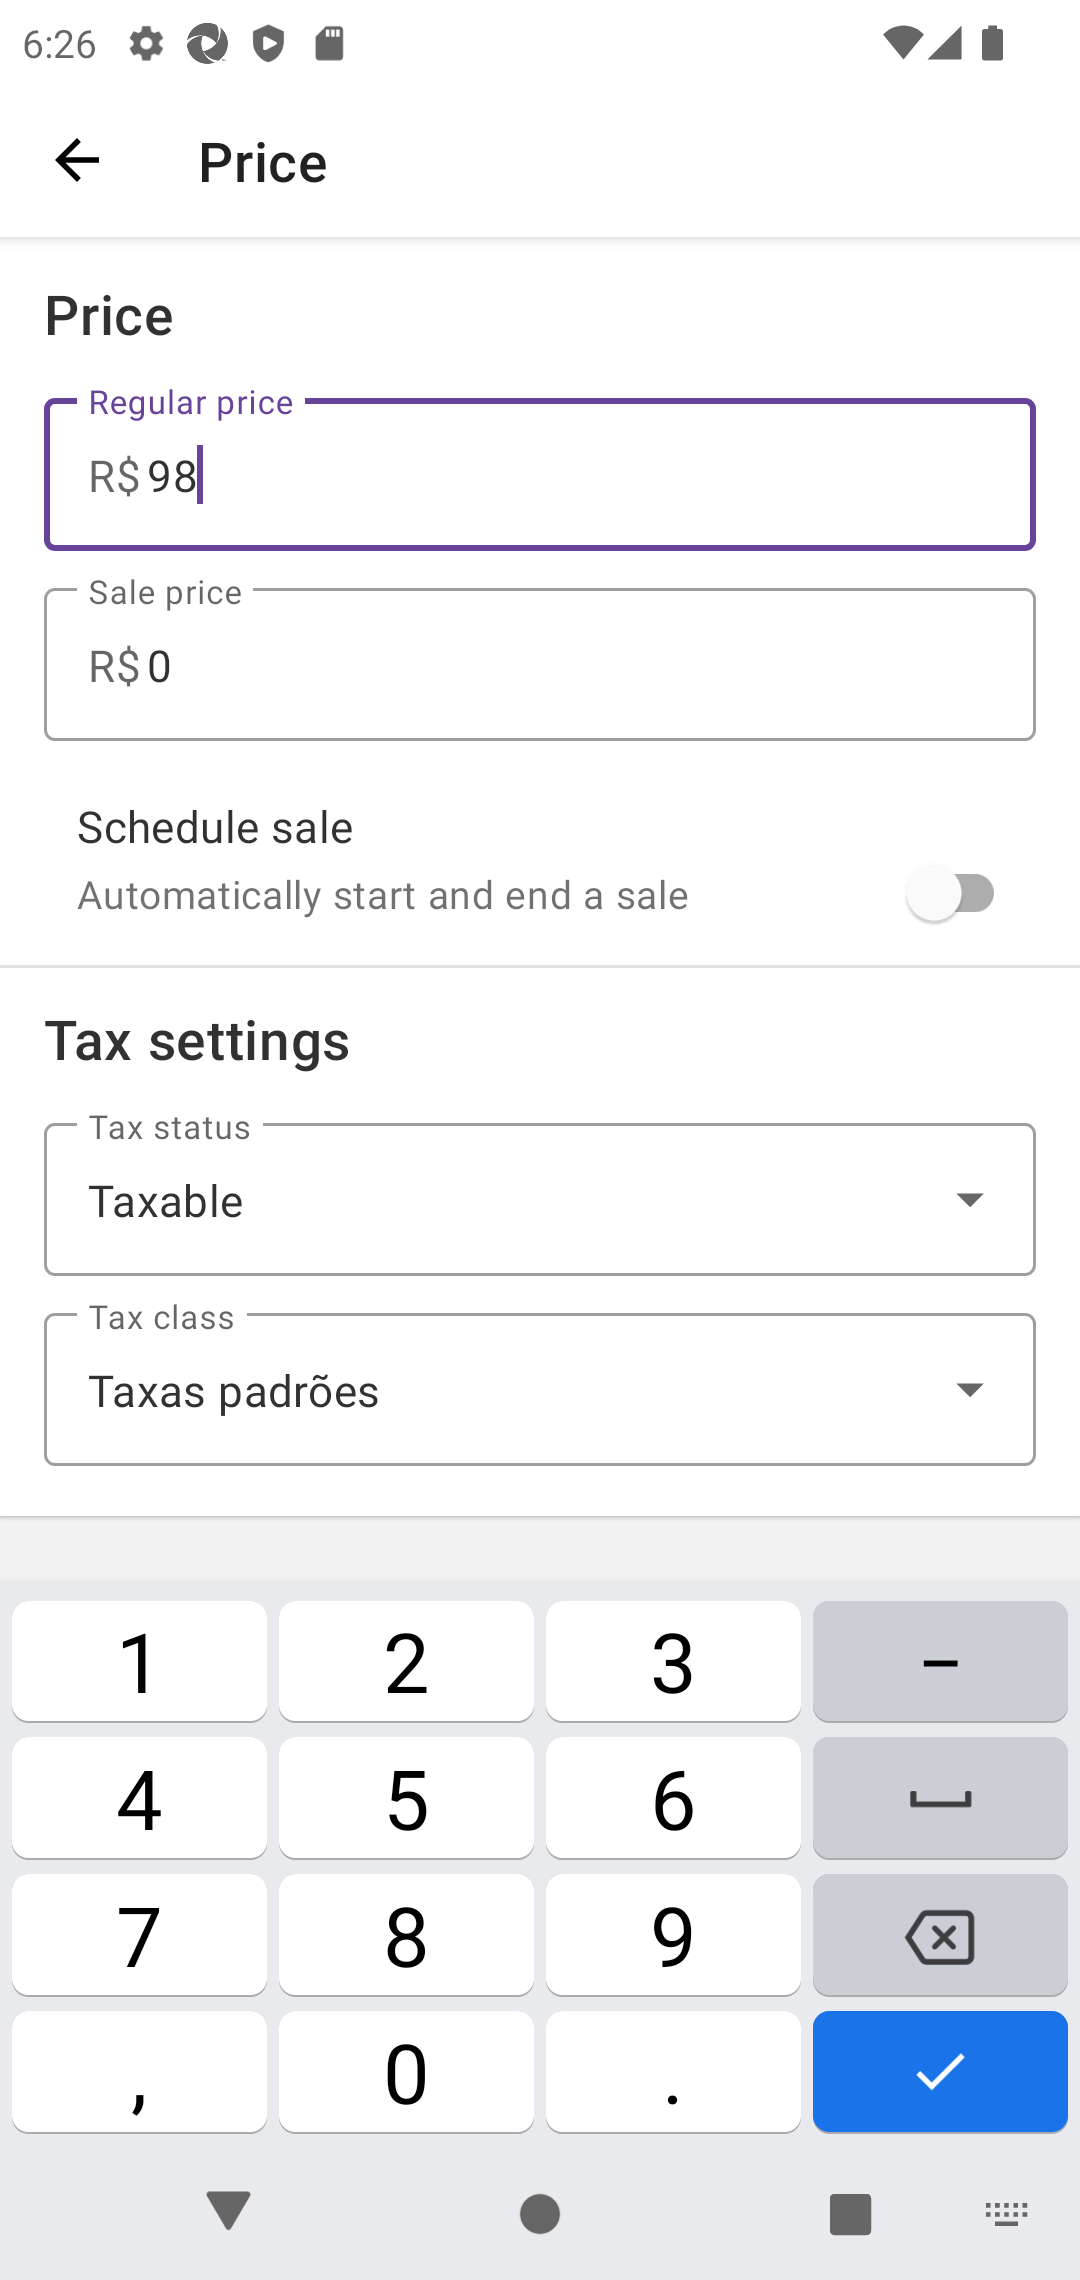 6:26
Price
Price
Regular price
R$ 98
Sale price
R$ 0
Schedule sale
Automatically start and end a sale
Tax settings
Tax status
Taxable
Tax class
Taxas padrões
1 2 3 –
4 5 6
7 8 9
, 0 .